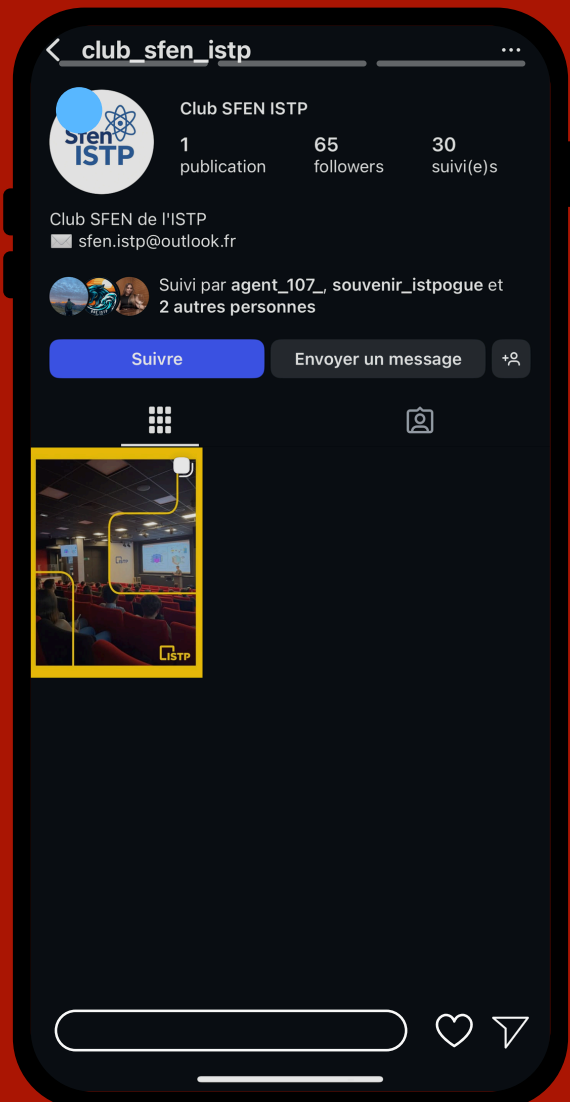 club_sfen_istp
Sfen
ISTP
Club SFEN ISTP
1 65 30
publication followers suivi(e)s
Club SFEN de l'ISTP
sfen.istp@outlook.fr
Suivi par agent_107_, souvenir_istpogue et
2 autres personnes
Suivre Envoyer un message
ISTP
ISTP